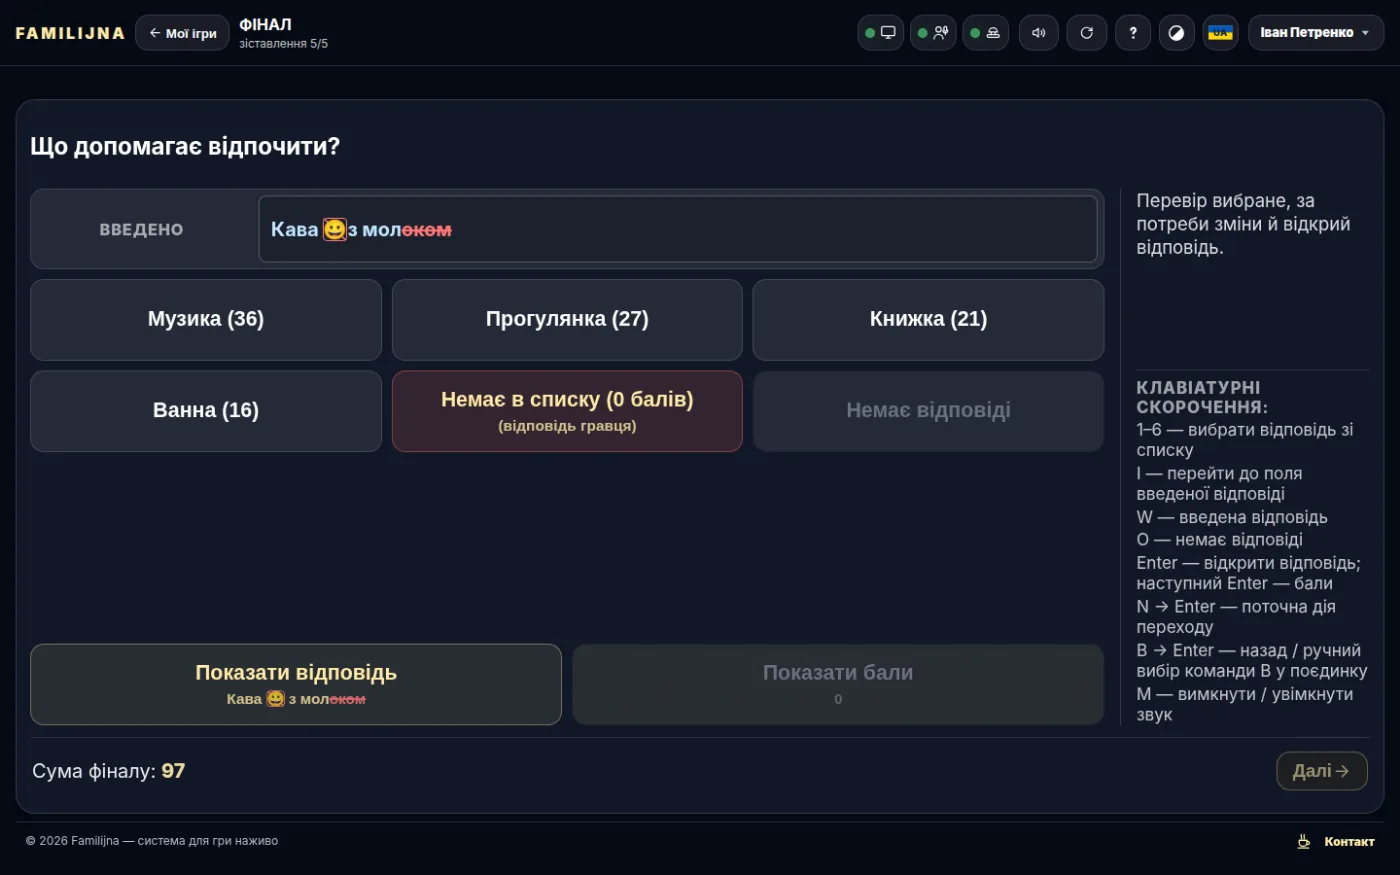 FAMILIJNA
← Мої ігри
ФІНАЛ
зіставлення 5/5
?
UA
Іван Петренко
Що допомагає відпочити?
ВВЕДЕНО
Кава 😀з молоком
Музика (36)
Прогулянка (27)
Книжка (21)
Ванна (16)
Немає в списку (0 балів)
(відповідь гравця)
Немає відповіді
Перевір вибране, за
потреби зміни й відкрий
відповідь.
КЛАВІАТУРНІ
СКОРОЧЕННЯ:
1–6 — вибрати відповідь зі
списку
I — перейти до поля
введеної відповіді
W — введена відповідь
O — немає відповіді
Enter — відкрити відповідь;
наступний Enter — бали
N → Enter — поточна дія
переходу
B → Enter — назад / ручний
вибір команди B у поєдинку
M — вимкнути / увімкнути
звук
Показати відповідь
Кава 😀 з молоком
Показати бали
0
Сума фіналу: 97
Далі →
© 2026 Familijna — система для гри наживо
Контакт